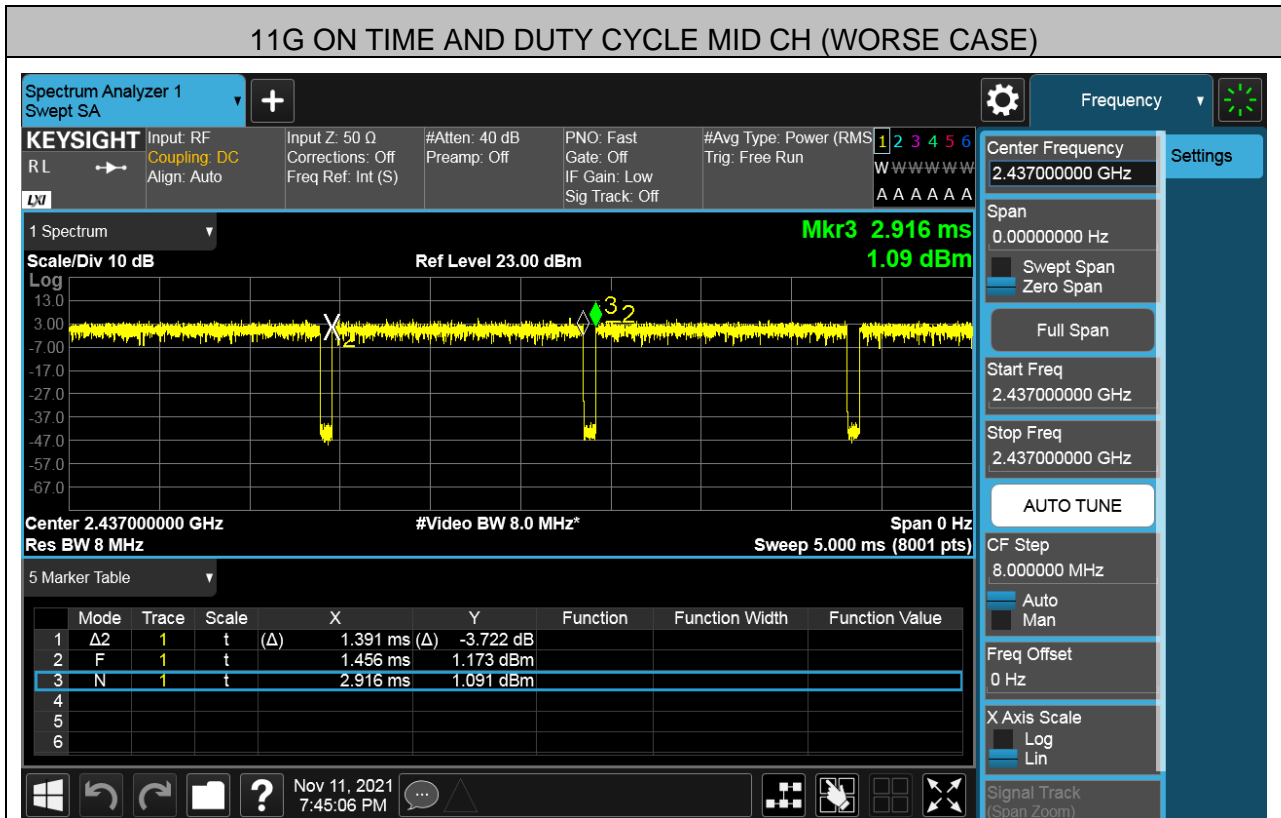 11G ON TIME AND DUTY CYCLE MID CH (WORSE CASE)
Spectrum Analyzer 1
Swept SA
Frequency
KEYSIGHT
RL
LXI
Input: RF
Coupling: DC
Align: Auto
Input Z: 50 Ω
Corrections: Off
Freq Ref: Int (S)
#Atten: 40 dB
Preamp: Off
PNO: Fast
Gate: Off
IF Gain: Low
Sig Track: Off
#Avg Type: Power (RMS
Trig: Free Run
1 2 3 4 5 6
W W W W W W
A A A A A A
1 Spectrum
Mkr3 2.916 ms
Scale/Div 10 dB
Ref Level 23.00 dBm
1.09 dBm
Log
13.0
3.00
-7.00
-17.0
-27.0
-37.0
-47.0
-57.0
-67.0
X
2
3
2
Center 2.437000000 GHz
#Video BW 8.0 MHz*
Span 0 Hz
Res BW 8 MHz
Sweep 5.000 ms (8001 pts)
5 Marker Table
Mode Trace Scale X Y Function Function Width Function Value
1 Δ2 1 t (Δ) 1.391 ms (Δ) -3.722 dB
2 F 1 t 1.456 ms 1.173 dBm
3 N 1 t 2.916 ms 1.091 dBm
4
5
6
?
Nov 11, 2021
7:45:06 PM
Center Frequency
2.437000000 GHz
Settings
Span
0.00000000 Hz
Swept Span
Zero Span
Full Span
Start Freq
2.437000000 GHz
Stop Freq
2.437000000 GHz
AUTO TUNE
CF Step
8.000000 MHz
Auto
Man
Freq Offset
0 Hz
X Axis Scale
Log
Lin
Signal Track
(Span Zoom)